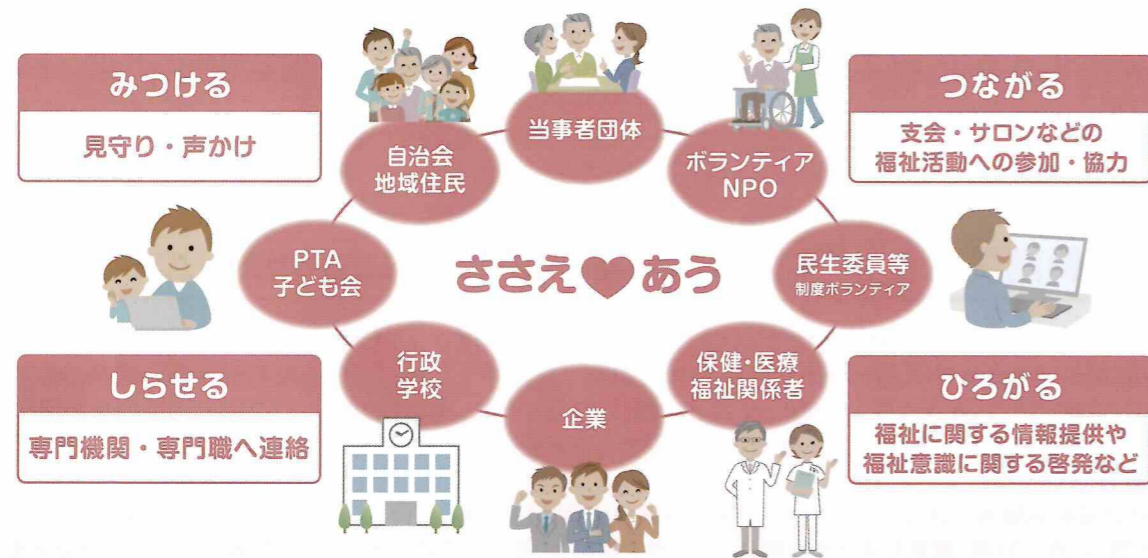 みつける
見守り・声かけ
つながる
支会・サロンなどの
福祉活動への参加・協力
当事者団体
自治会
地域住民
ボランティア
NPO
PTA
子ども会
ささえ♥あう
民生委員等
制度ボランティア
行政
学校
保健・医療
福祉関係者
企業
しらせる
専門機関・専門職へ連絡
ひろがる
福祉に関する情報提供や
福祉意識に関する啓発など